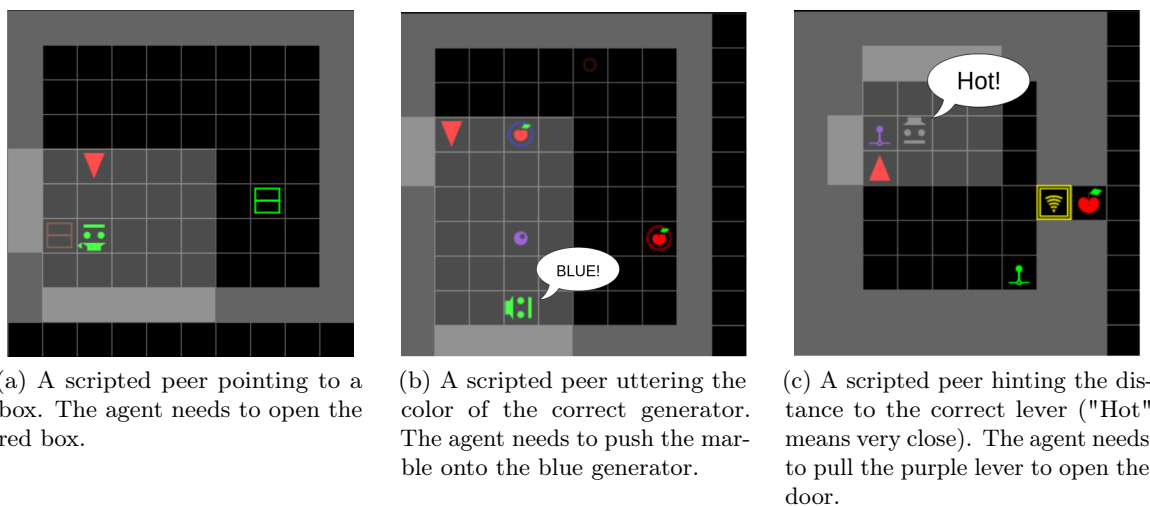 BLUE!
Hot!
(a) A scripted peer pointing to a
box. The agent needs to open the
red box.
(b) A scripted peer uttering the
color of the correct generator.
The agent needs to push the mar-
ble onto the blue generator.
(c) A scripted peer hinting the dis-
tance to the correct lever ("Hot"
means very close). The agent needs
to pull the purple lever to open the
door.